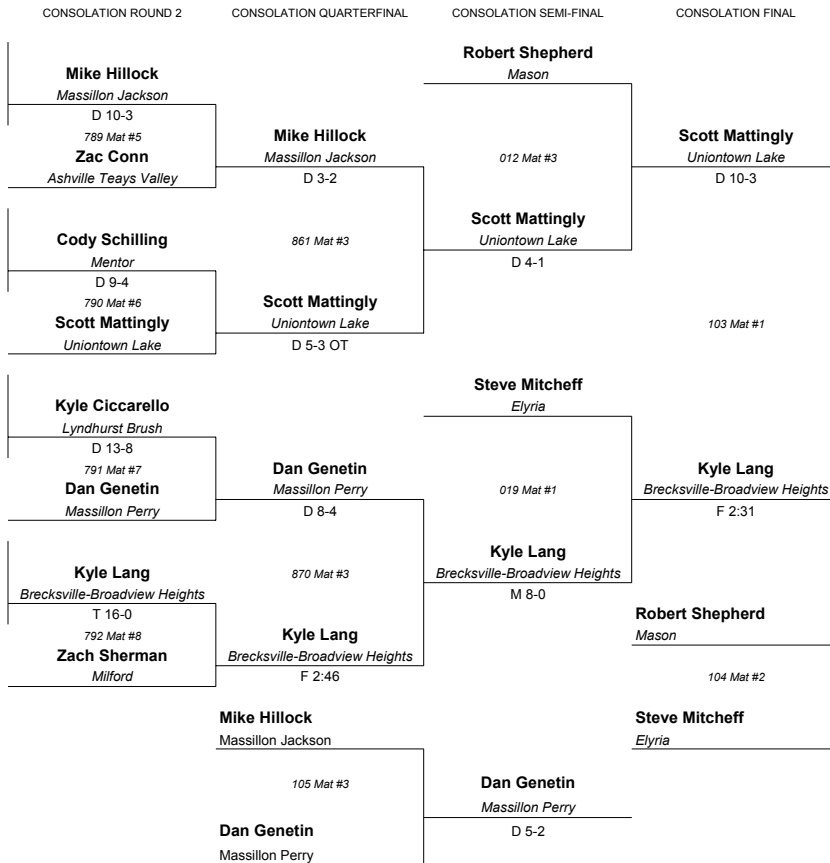 CONSOLATION ROUND 2
CONSOLATION QUARTERFINAL
CONSOLATION SEMI-FINAL
CONSOLATION FINAL
Mike Hillock
Massillon Jackson
D 10-3
789 Mat #5
Zac Conn
Ashville Teays Valley
Cody Schilling
Mentor
D 9-4
790 Mat #6
Scott Mattingly
Uniontown Lake
Kyle Ciccarello
Lyndhurst Brush
D 13-8
791 Mat #7
Dan Genetin
Massillon Perry
Kyle Lang
Brecksville-Broadview Heights
T 16-0
792 Mat #8
Zach Sherman
Milford
Mike Hillock
Massillon Jackson
D 3-2
861 Mat #3
Scott Mattingly
Uniontown Lake
D 5-3 OT
Dan Genetin
Massillon Perry
D 8-4
870 Mat #3
Kyle Lang
Brecksville-Broadview Heights
F 2:46
Mike Hillock
Massillon Jackson
105 Mat #3
Dan Genetin
Massillon Perry
Robert Shepherd
Mason
012 Mat #3
Scott Mattingly
Uniontown Lake
D 4-1
Steve Mitcheff
Elyria
019 Mat #1
Kyle Lang
Brecksville-Broadview Heights
M 8-0
Dan Genetin
Massillon Perry
D 5-2
Scott Mattingly
Uniontown Lake
D 10-3
103 Mat #1
Kyle Lang
Brecksville-Broadview Heights
F 2:31
Robert Shepherd
Mason
104 Mat #2
Steve Mitcheff
Elyria